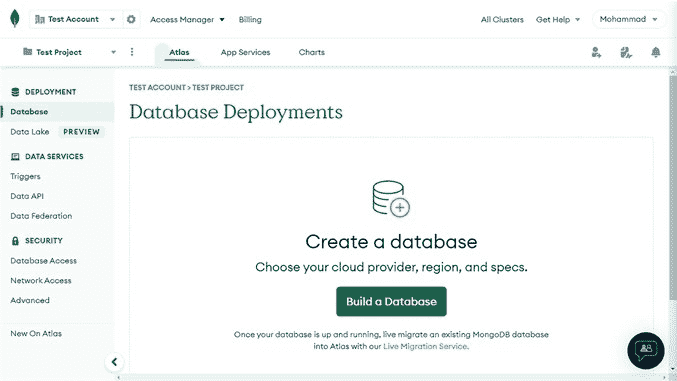 Test Account
Access Manager
Billing
All Clusters
Get Help
Mohammad
Test Project
Atlas
App Services
Charts
DEPLOYMENT
Database
Data Lake PREVIEW
DATA SERVICES
Triggers
Data API
Data Federation
SECURITY
Database Access
Network Access
Advanced
New On Atlas
TEST ACCOUNT > TEST PROJECT
Database Deployments
Create a database
Choose your cloud provider, region, and specs.
Build a Database
Once your database is up and running, live migrate an existing MongoDB database
into Atlas with our Live Migration Service.